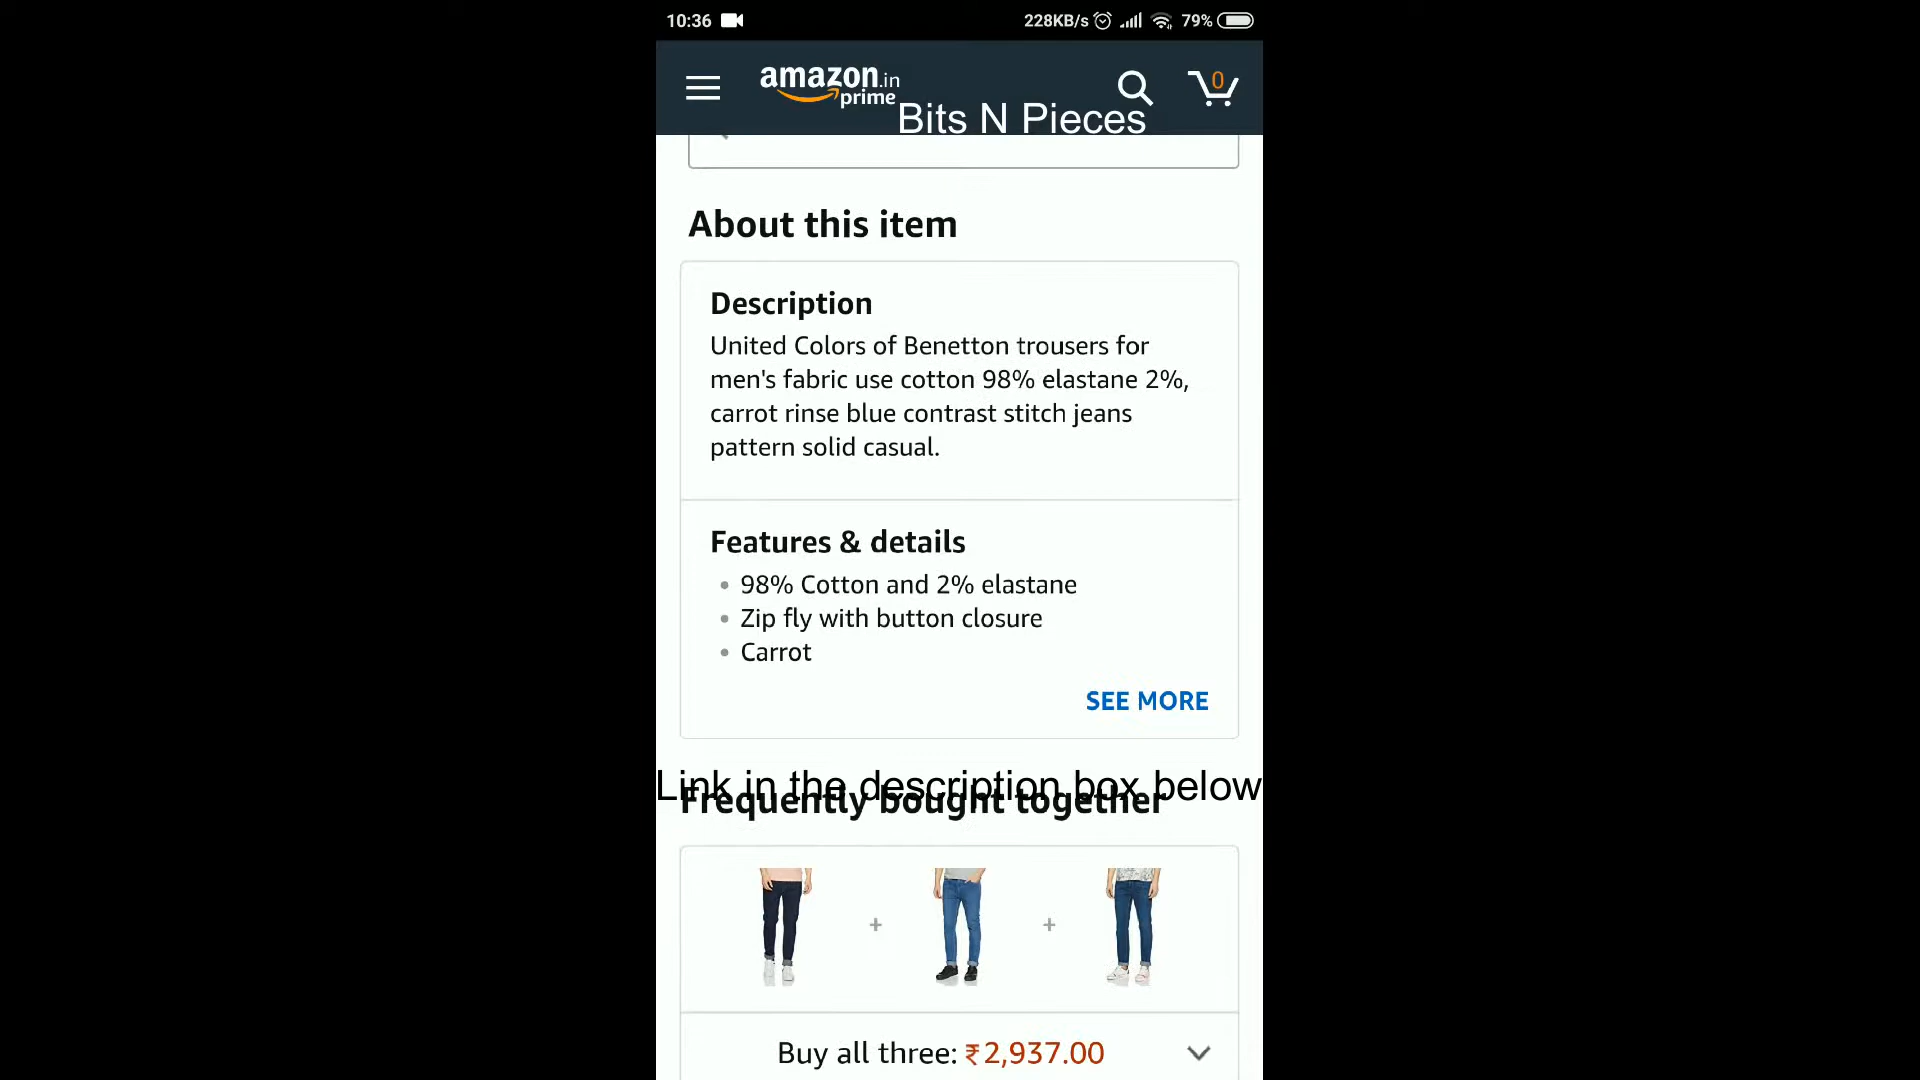 10:36 228KB/s 79%
amazon.in
prime
0
Bits N Pieces
About this item
Description
United Colors of Benetton trousers for
men's fabric use cotton 98% elastane 2%,
carrot rinse blue contrast stitch jeans
pattern solid casual.
Features & details
• 98% Cotton and 2% elastane
• Zip fly with button closure
• Carrot
SEE MORE
Link in the description box below
Frequently bought together
+ +
Buy all three: ₹2,937.00